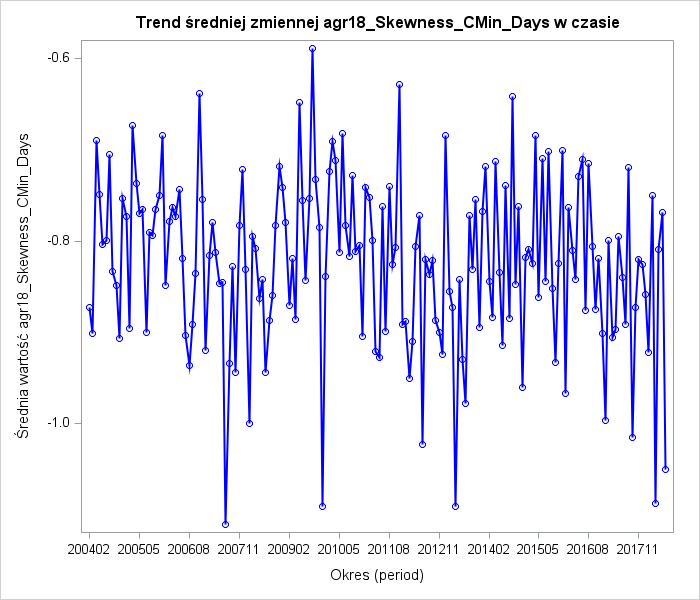 Trend średniej zmiennej agr18_Skewness_CMin_Days w czasie
Średnia wartość agr18_Skewness_CMin_Days
-0.6
-0.8
-1.0
200402 200505 200608 200711 200902 201005 201108 201211 201402 201505 201608 201711
Okres (period)